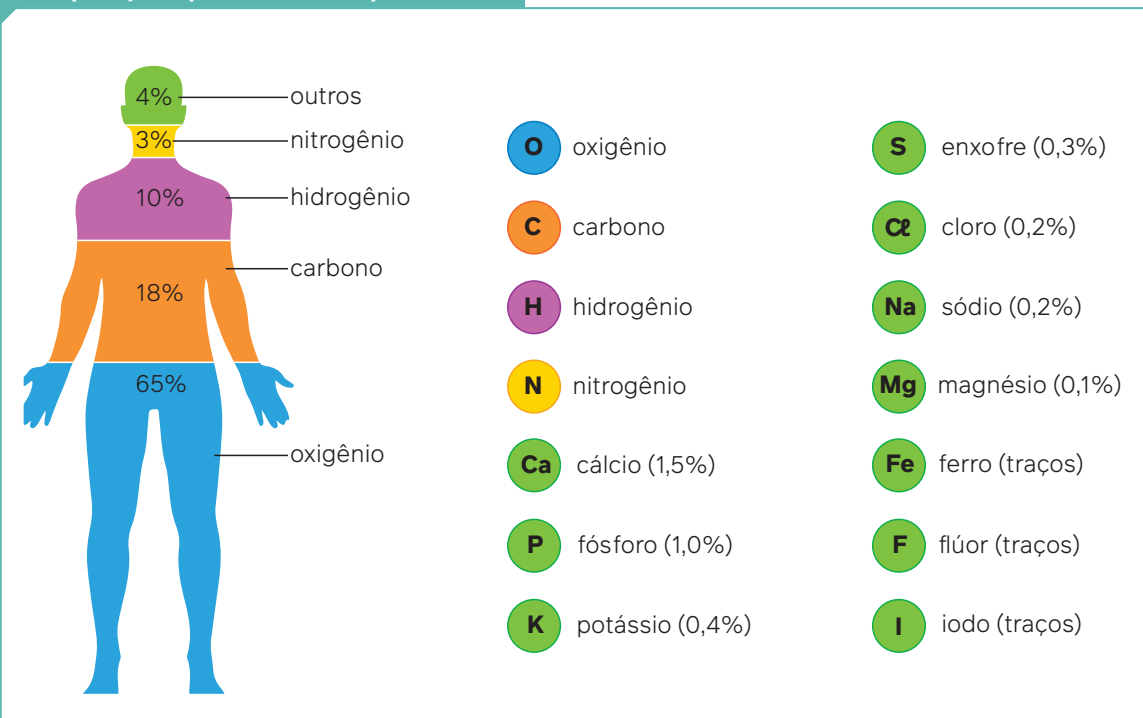 4%
outros
3%
nitrogênio
10%
hidrogênio
carbono
18%
65%
oxigênio
O oxigênio
C carbono
H hidrogênio
N nitrogênio
Ca cálcio (1,5%)
P fósforo (1,0%)
K potássio (0,4%)
S enxofre (0,3%)
Cℓ cloro (0,2%)
Na sódio (0,2%)
Mg magnésio (0,1%)
Fe ferro (traços)
F flúor (traços)
I iodo (traços)